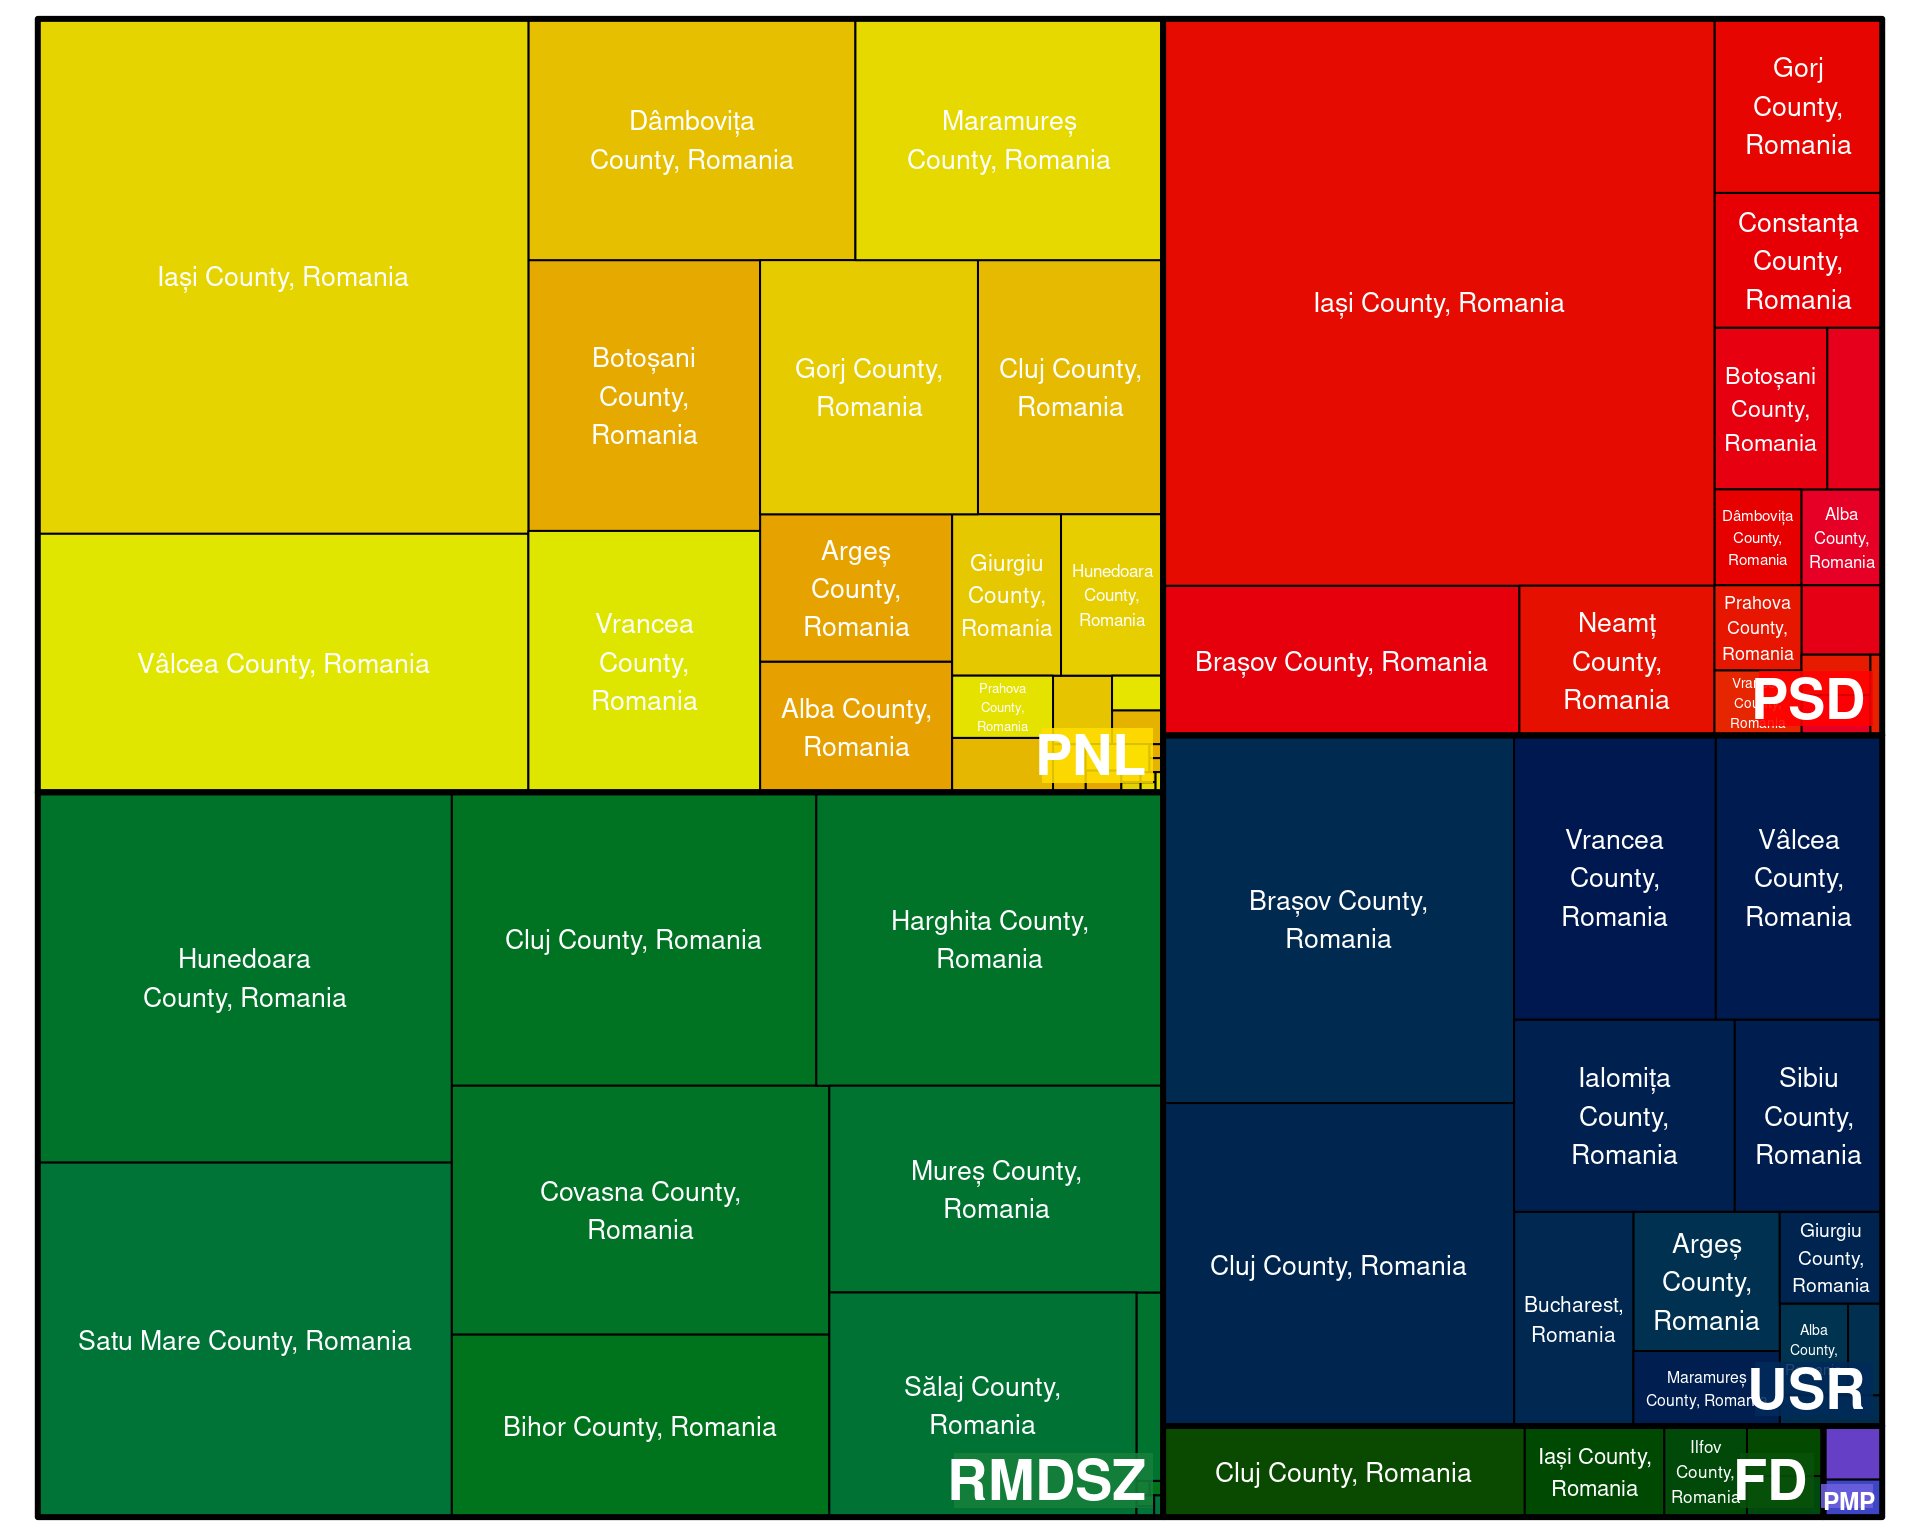 Iași County, Romania
Dâmbovița
County, Romania
Maramureș
County, Romania
Botoșani
County,
Romania
Gorj County,
Romania
Cluj County,
Romania
Vâlcea County, Romania
Vrancea
County,
Romania
Argeș
County,
Romania
Giurgiu
County,
Romania
Hunedoara
County,
Romania
Alba County,
Romania
Prahova
County,
Romania
PNL
Iași County, Romania
Gorj
County,
Romania
Constanța
County,
Romania
Botoșani
County,
Romania
Dâmbovița
County,
Romania
Alba
County,
Romania
Brașov County, Romania
Neamț
County,
Romania
Prahova
County,
Romania
Romania
PSD
Hunedoara
County, Romania
Cluj County, Romania
Harghita County,
Romania
Satu Mare County, Romania
Covasna County,
Romania
Mureș County,
Romania
Bihor County, Romania
Sălaj County,
Romania
RMDSZ
Brașov County,
Romania
Vrancea
County,
Romania
Vâlcea
County,
Romania
Cluj County, Romania
Ialomița
County,
Romania
Sibiu
County,
Romania
Bucharest,
Romania
Argeș
County,
Romania
Giurgiu
County,
Romania
Alba
County,
Maramureș
County, Romania
USR
Cluj County, Romania
Iași County,
Romania
Ilfov
County,
Romania
FD
PMP